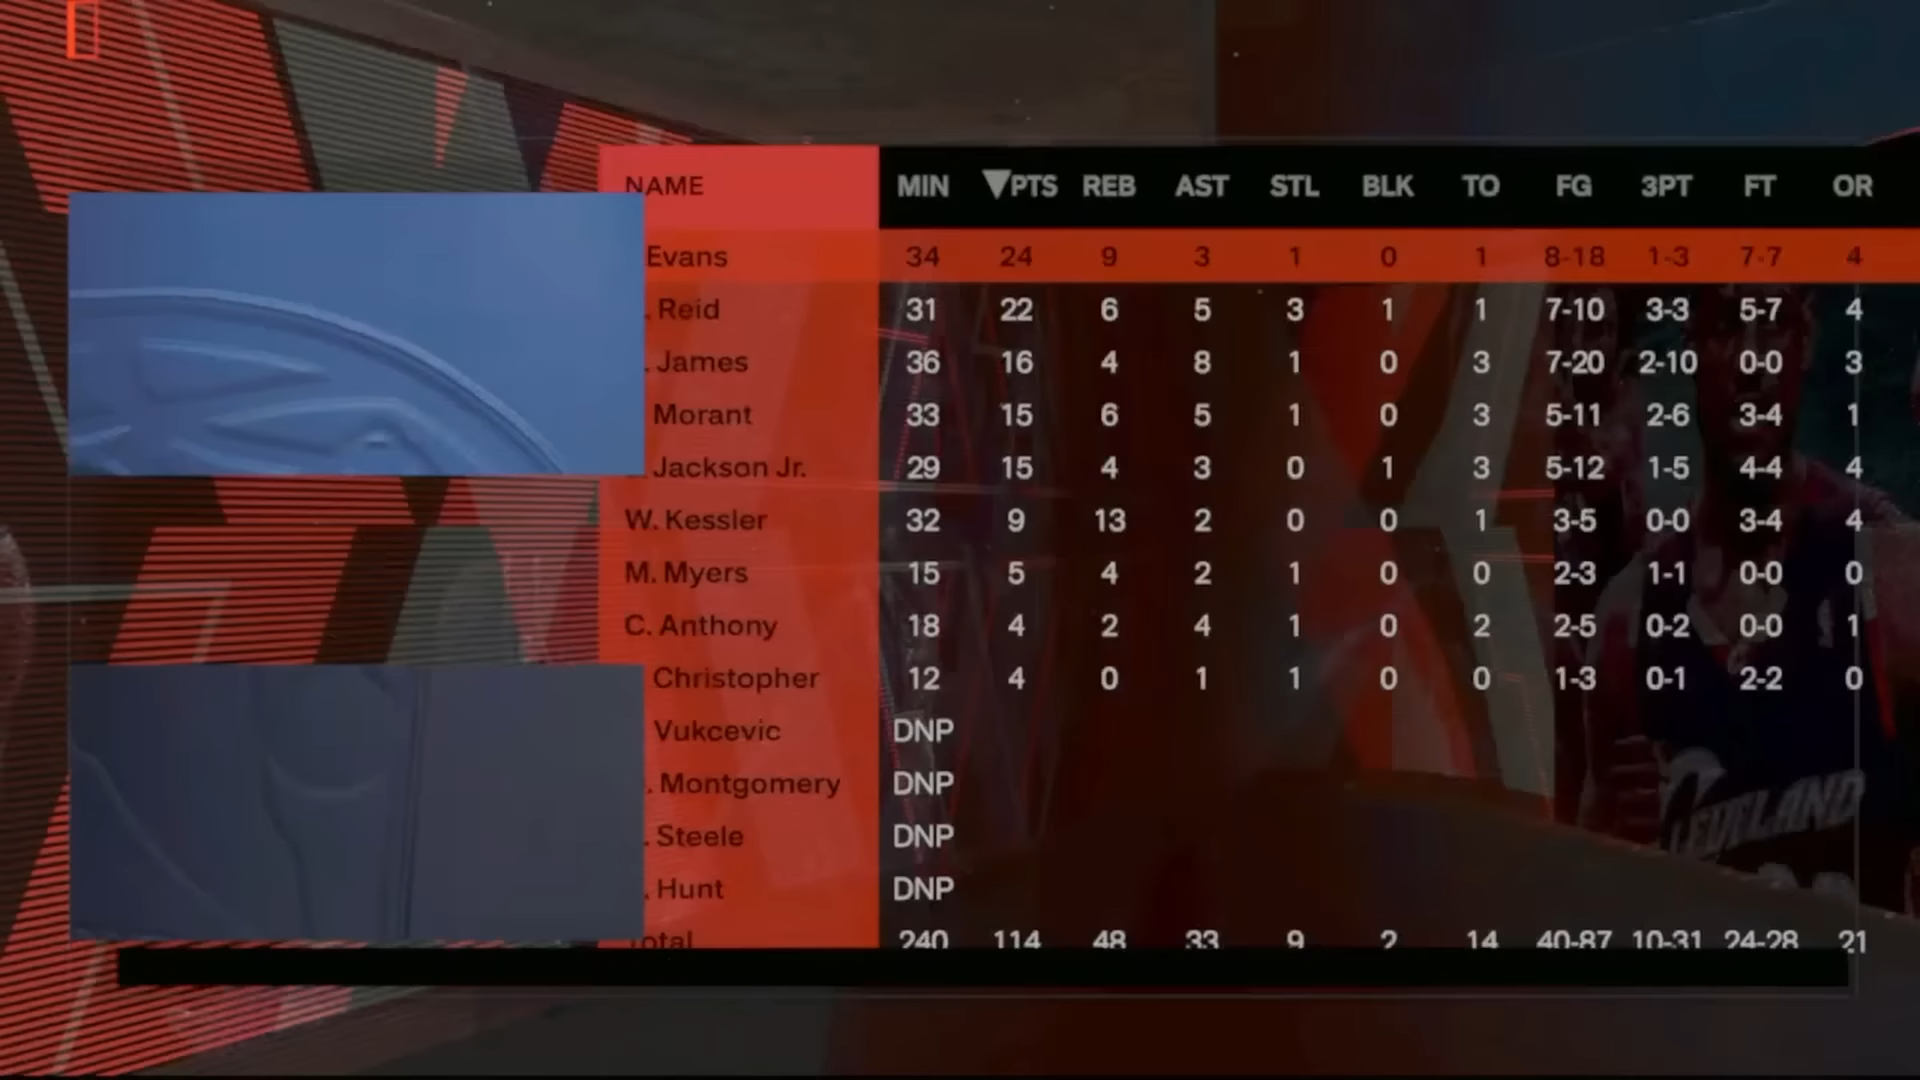 NAME MIN ▼PTS REB AST STL BLK TO FG 3PT FT OR
Evans 34 24 9 3 1 0 1 8-18 1-3 7-7 4
. Reid 31 22 6 5 3 1 1 7-10 3-3 5-7 4
. James 36 16 4 8 1 0 3 7-20 2-10 0-0 3
Morant 33 15 6 5 1 0 3 5-11 2-6 3-4 1
Jackson Jr. 29 15 4 3 0 1 3 5-12 1-5 4-4 4
W. Kessler 32 9 13 2 0 0 1 3-5 0-0 3-4 4
M. Myers 15 5 4 2 1 0 0 2-3 1-1 0-0 0
C. Anthony 18 4 2 4 1 0 2 2-5 0-2 0-0 1
Christopher 12 4 0 1 1 0 0 1-3 0-1 2-2 0
Vukcevic DNP
. Montgomery DNP
. Steele DNP
. Hunt DNP
Total 240 114 48 33 9 2 14 40-87 10-31 24-28 21
CLEVELAND